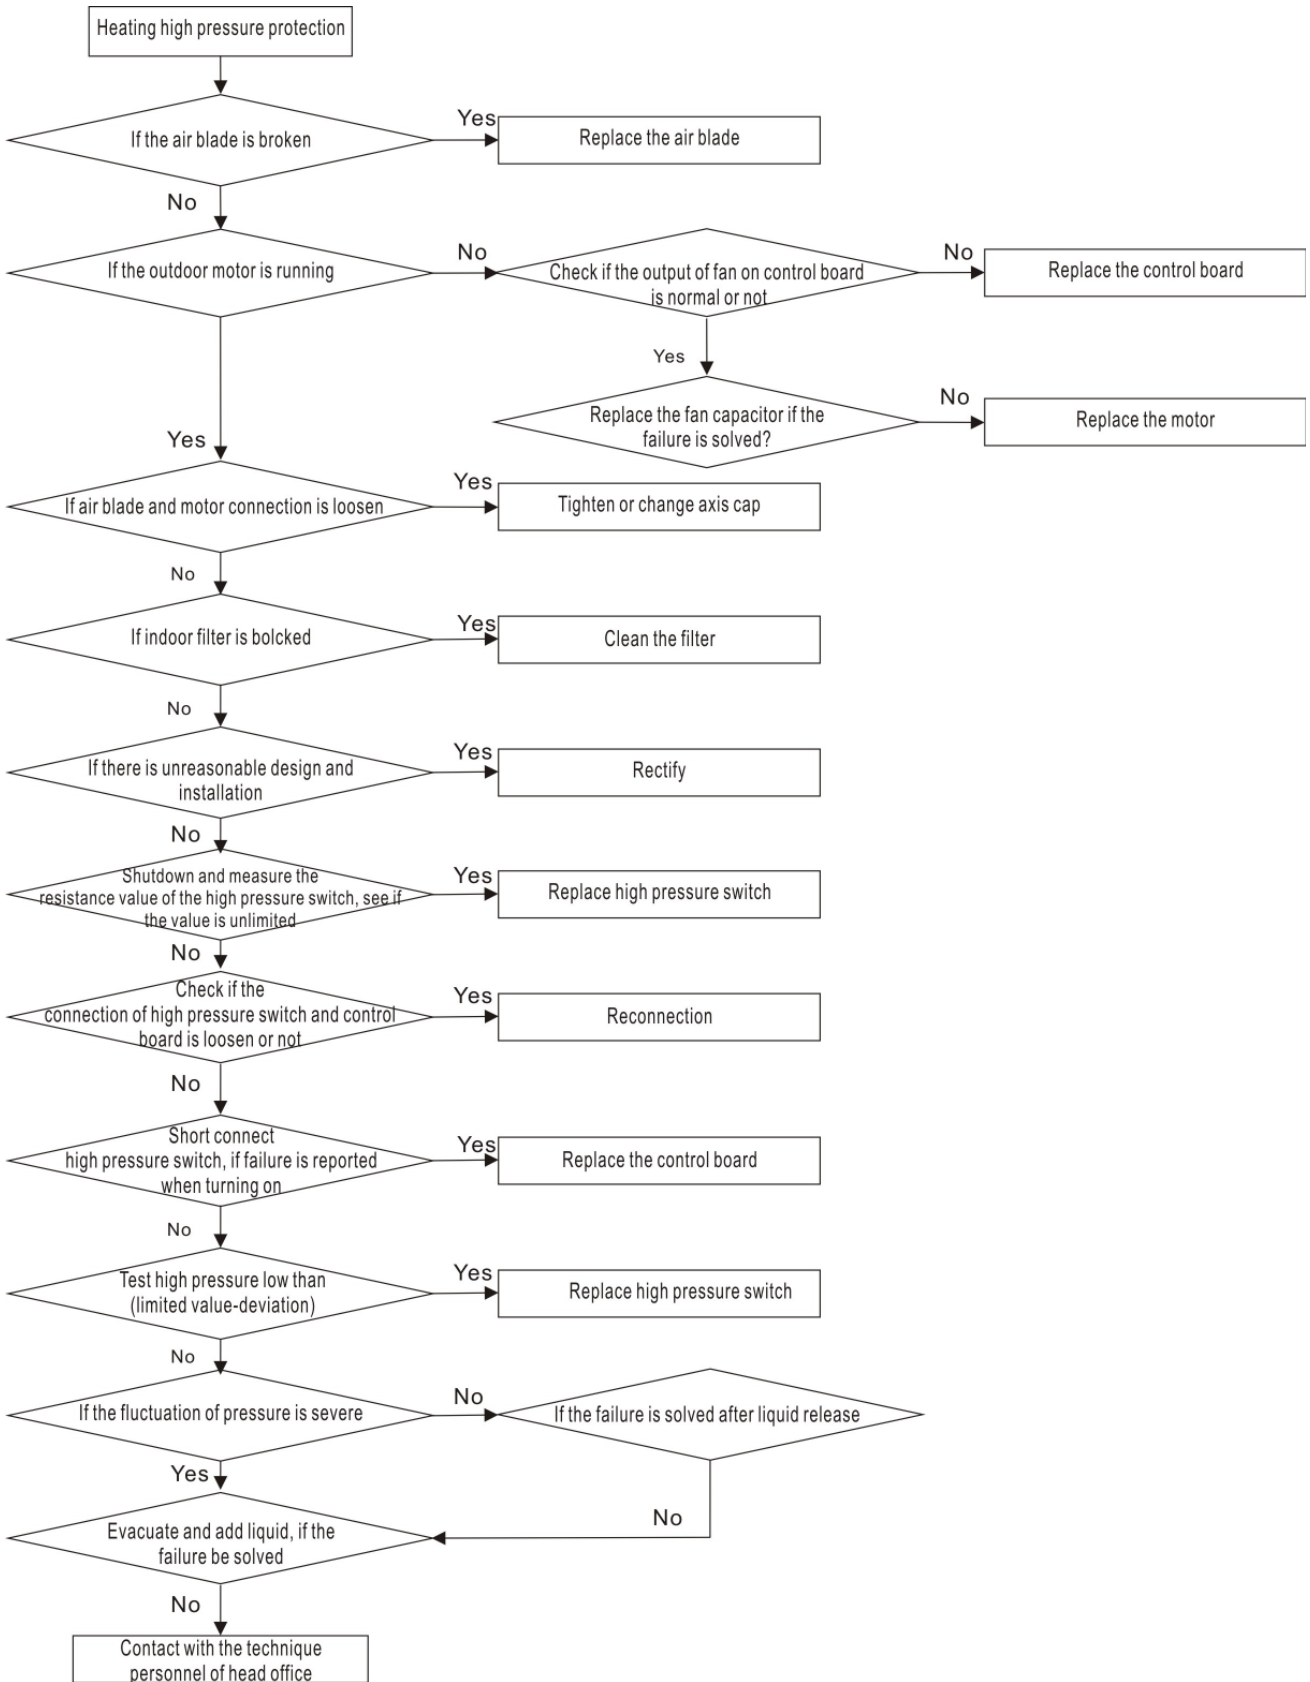 Heating high pressure protection
If the air blade is broken
Yes
Replace the air blade
No
If the outdoor motor is running
No
Check if the output of fan on control board
is normal or not
No
Replace the control board
Yes
Replace the fan capacitor if the
failure is solved?
No
Replace the motor
Yes
If air blade and motor connection is loosen
Yes
Tighten or change axis cap
No
If indoor filter is bolcked
Yes
Clean the filter
No
If there is unreasonable design and
installation
Yes
Rectify
No
Shutdown and measure the
resistance value of the high pressure switch, see if
the value is unlimited
Yes
Replace high pressure switch
No
Check if the
connection of high pressure switch and control
board is loosen or not
Yes
Reconnection
No
Short connect
high pressure switch, if failure is reported
when turning on
Yes
Replace the control board
No
Test high pressure low than
(limited value-deviation)
Yes
Replace high pressure switch
No
If the fluctuation of pressure is severe
No
If the failure is solved after liquid release
Yes
No
Evacuate and add liquid, if the
failure be solved
No
Contact with the technique
personnel of head office